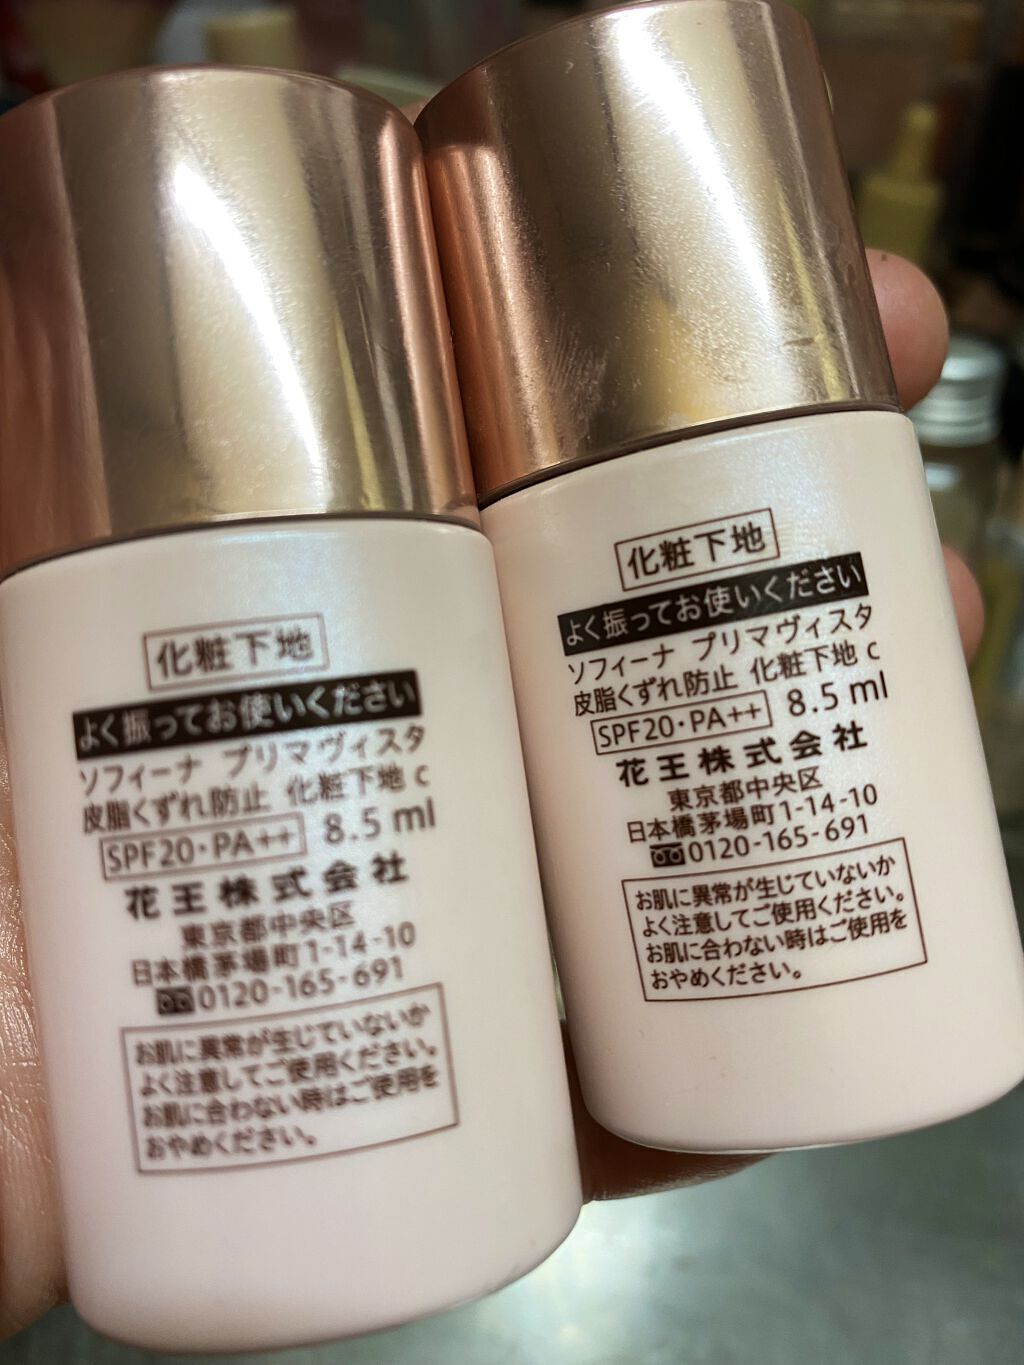 化粧下地
よく振ってお使いください
ソフィーナ プリマヴィスタ
皮脂くずれ防止 化粧下地 c
SPF20・PA++ 8.5 ml
花王株式会社
東京都中央区
日本橋茅場町1-14-10
0120-165-691
お肌に異常が生じていないか
よく注意してご使用ください。
お肌に合わない時はご使用を
おやめください。
化粧下地
よく振ってお使いください
ソフィーナ プリマヴィスタ
皮脂くずれ防止 化粧下地 c
SPF20・PA++ 8.5 ml
花王株式会社
東京都中央区
日本橋茅場町1-14-10
0120-165-691
お肌に異常が生じていないか
よく注意してご使用ください。
お肌に合わない時はご使用を
おやめください。